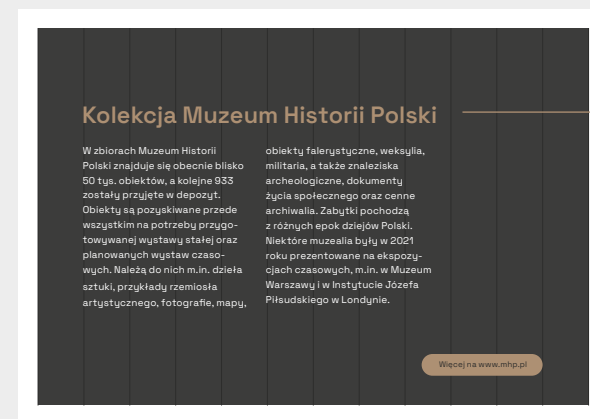 Kolekcja Muzeum Historii Polski
W zbiorach Muzeum Historii
Polski znajduje się obecnie blisko
50 tys. obiektów, a kolejne 933
zostały przyjęte w depozyt.
Obiekty są pozyskiwane przede
wszystkim na potrzeby przygo-
towywanej wystawy stałej oraz
planowanych wystaw czaso-
wych. Należą do nich m.in. dzieła
sztuki, przykłady rzemiosła
artystycznego, fotografie, mapy,
obiekty falerystyczne, weksylia,
militaria, a także znaleziska
archeologiczne, dokumenty
życia społecznego oraz cenne
archiwalia. Zabytki pochodzą
z różnych epok dziejów Polski.
Niektóre muzealia były w 2021
roku prezentowane na ekspozy-
cjach czasowych, m.in. w Muzeum
Warszawy i w Instytucie Józefa
Piłsudskiego w Londynie.
Więcej na www.mhp.pl